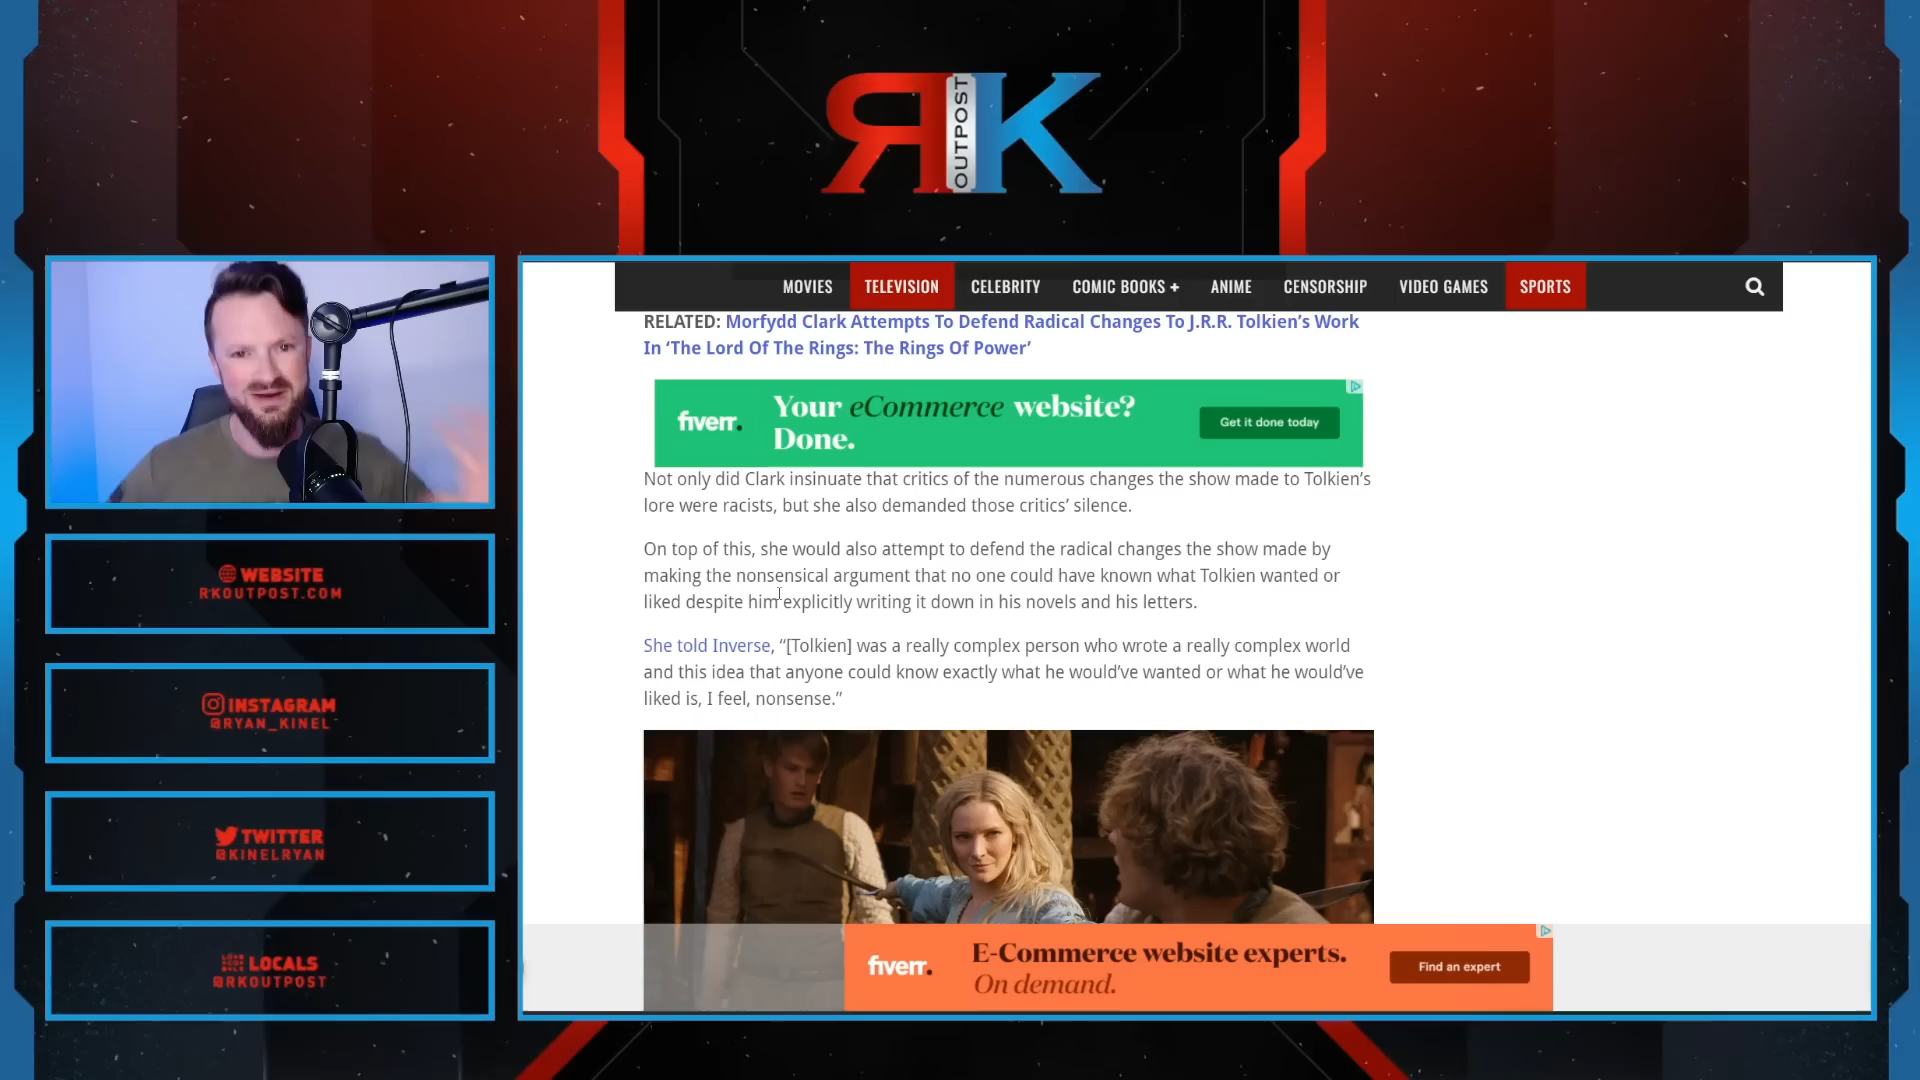 RK
OUTPOST
MOVIES TELEVISION CELEBRITY COMIC BOOKS + ANIME CENSORSHIP VIDEO GAMES SPORTS
RELATED: Morfydd Clark Attempts To Defend Radical Changes To J.R.R. Tolkien’s Work
In ‘The Lord Of The Rings: The Rings Of Power’
fiverr.
Your eCommerce website?
Done.
Get it done today
Not only did Clark insinuate that critics of the numerous changes the show made to Tolkien’s
lore were racists, but she also demanded those critics’ silence.
On top of this, she would also attempt to defend the radical changes the show made by
making the nonsensical argument that no one could have known what Tolkien wanted or
liked despite him explicitly writing it down in his novels and his letters.
She told Inverse, “[Tolkien] was a really complex person who wrote a really complex world
and this idea that anyone could know exactly what he would’ve wanted or what he would’ve
liked is, I feel, nonsense.”
fiverr.
E-Commerce website experts.
On demand.
Find an expert
WEBSITE
RKOUTPOST.COM
INSTAGRAM
@RYAN_KINEL
TWITTER
@KINELRYAN
LOCALS
@RKOUTPOST